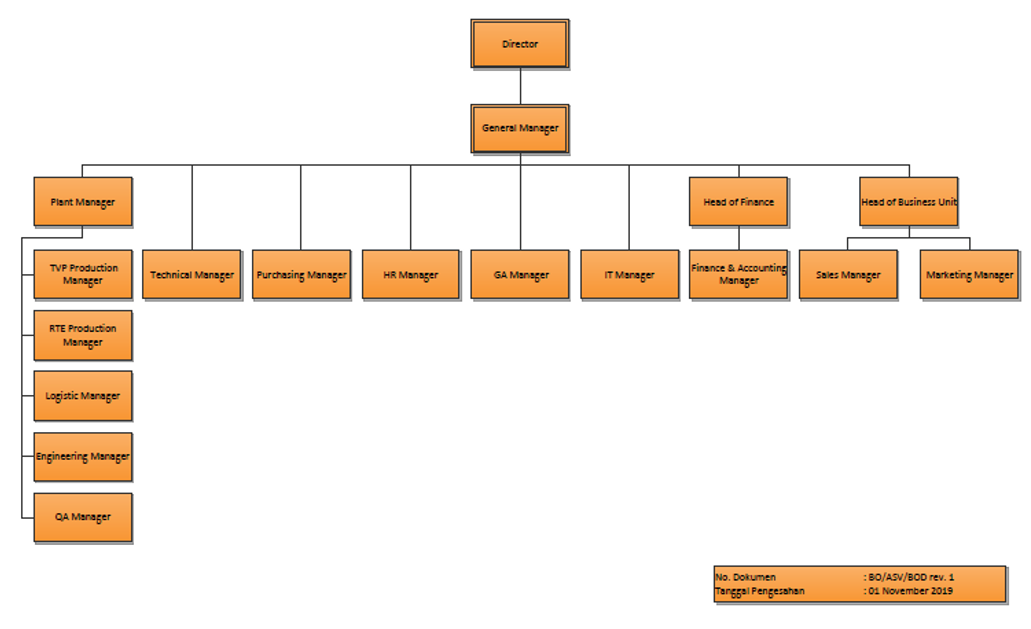 Director
General Manager
Plant Manager
Head of Finance
Head of Business Unit
TVP Production
Manager
Technical Manager
Purchasing Manager
HR Manager
GA Manager
IT Manager
Finance & Accounting
Manager
Sales Manager
Marketing Manager
RTE Production
Manager
Logistic Manager
Engineering Manager
QA Manager
No. Dokumen : BO/ASV/BOD rev. 1
Tanggal Pengesahan : 01 November 2019